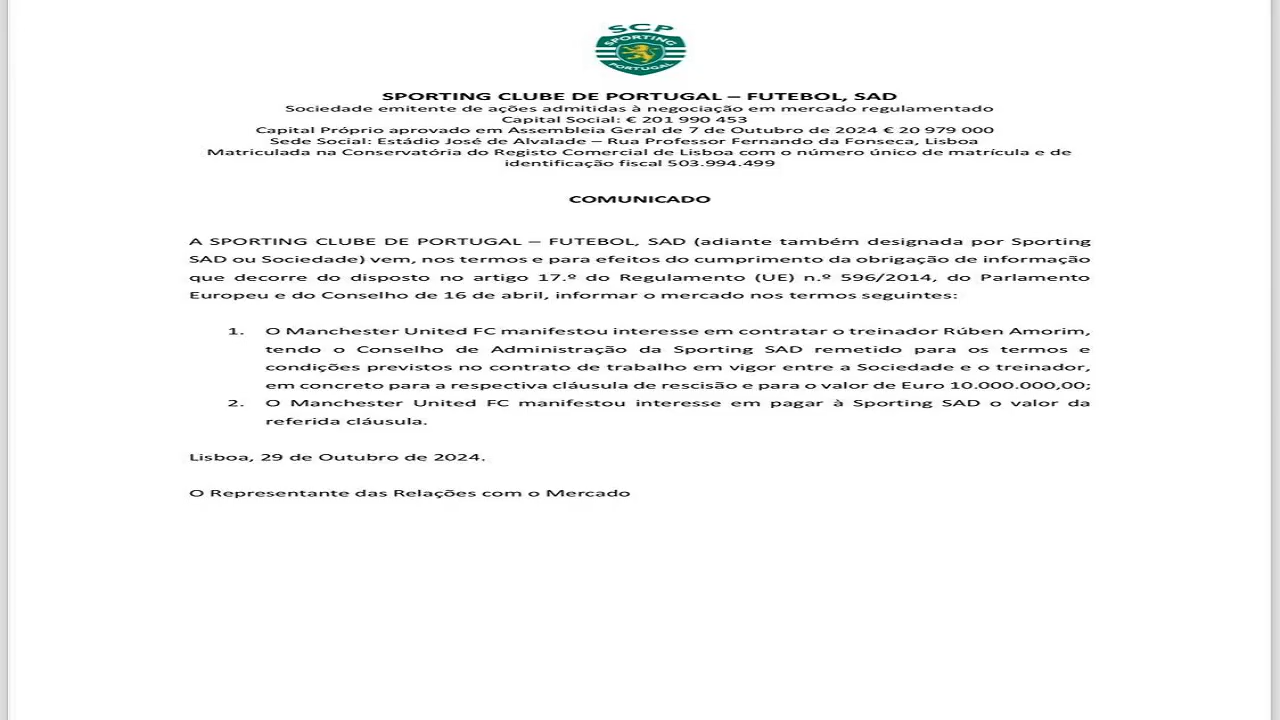 SCP
SPORTING
PORTUGAL
SPORTING CLUBE DE PORTUGAL – FUTEBOL, SAD
Sociedade emitente de ações admitidas à negociação em mercado regulamentado
Capital Social: € 201 990 453
Capital Próprio aprovado em Assembleia Geral de 7 de Outubro de 2024 € 20 979 000
Sede Social: Estádio José de Alvalade – Rua Professor Fernando da Fonseca, Lisboa
Matriculada na Conservatória do Registo Comercial de Lisboa com o número único de matrícula e de
identificação fiscal 503.994.499
COMUNICADO
A SPORTING CLUBE DE PORTUGAL – FUTEBOL, SAD (adiante também designada por Sporting
SAD ou Sociedade) vem, nos termos e para efeitos do cumprimento da obrigação de informação
que decorre do disposto no artigo 17.º do Regulamento (UE) n.º 596/2014, do Parlamento
Europeu e do Conselho de 16 de abril, informar o mercado nos termos seguintes:
1. O Manchester United FC manifestou interesse em contratar o treinador Rúben Amorim,
tendo o Conselho de Administração da Sporting SAD remetido para os termos e
condições previstos no contrato de trabalho em vigor entre a Sociedade e o treinador,
em concreto para a respectiva cláusula de rescisão e para o valor de Euro 10.000.000,00;
2. O Manchester United FC manifestou interesse em pagar à Sporting SAD o valor da
referida cláusula.
Lisboa, 29 de Outubro de 2024.
O Representante das Relações com o Mercado